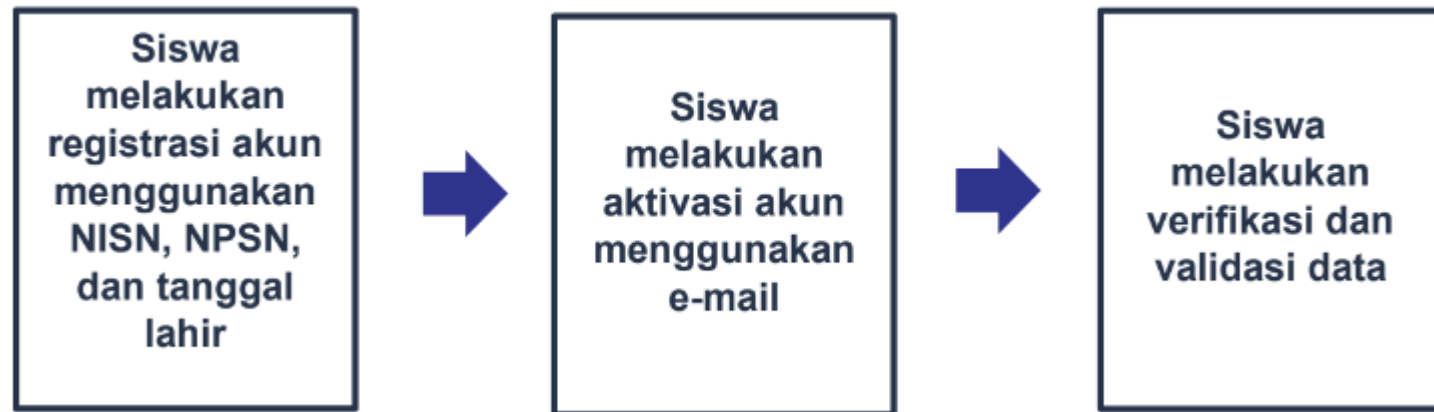 Siswa
melakukan
registrasi akun
menggunakan
NISN, NPSN,
dan tanggal
lahir
Siswa
melakukan
aktivasi akun
menggunakan
e-mail
Siswa
melakukan
verifikasi dan
validasi data